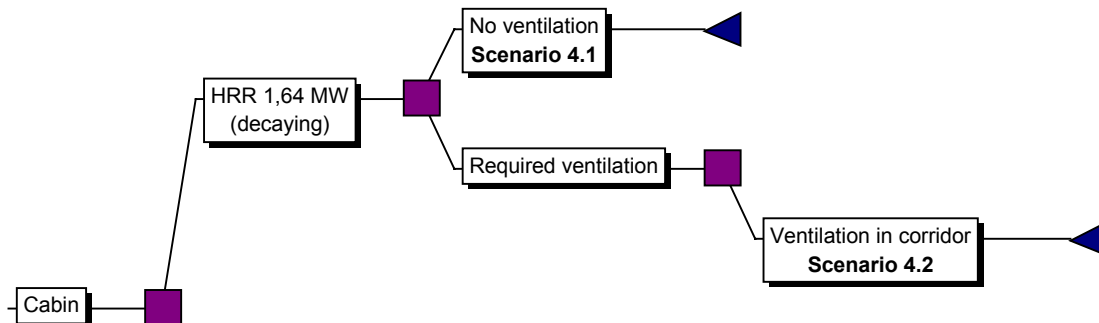 No ventilation
Scenario 4.1
HRR 1,64 MW
(decaying)
Required ventilation
Ventilation in corridor
Scenario 4.2
Cabin